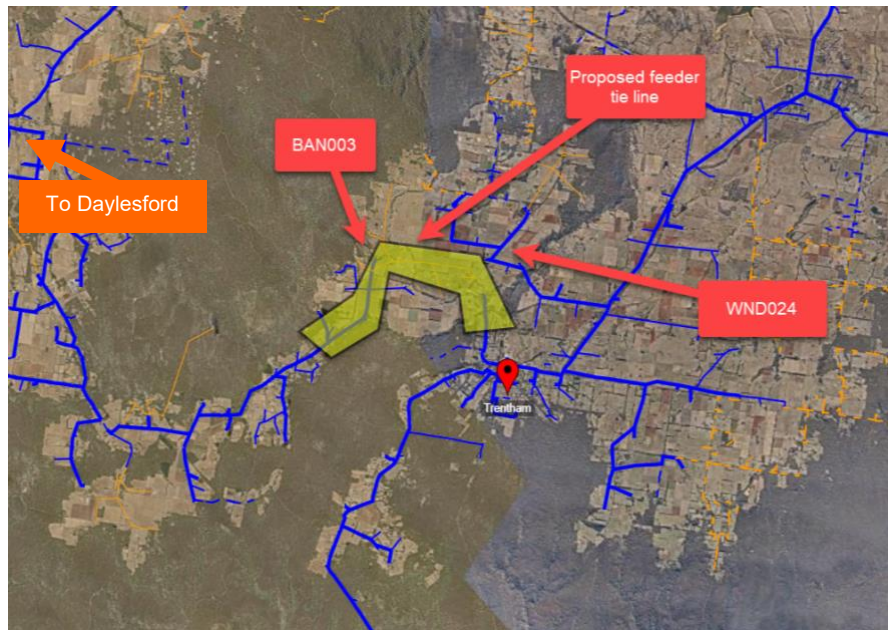 Proposed feeder
tie line
BAN003
To Daylesford
WND024
Trentham